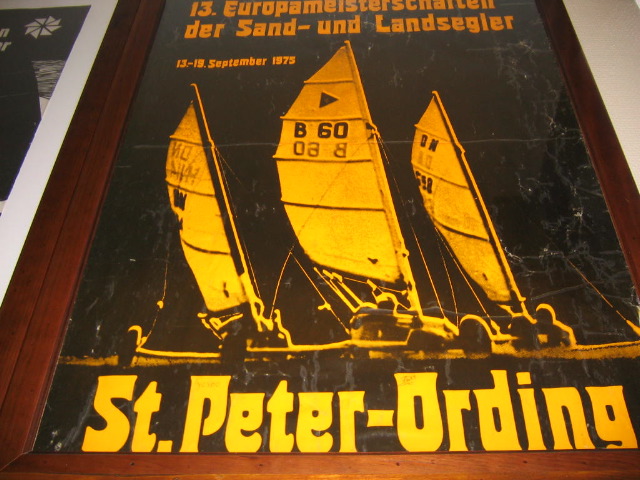 13. Europameisterschaften
der Sand- und Landsegler
13.-19. September 1975
B 60
B 60
St. Peter-Ording